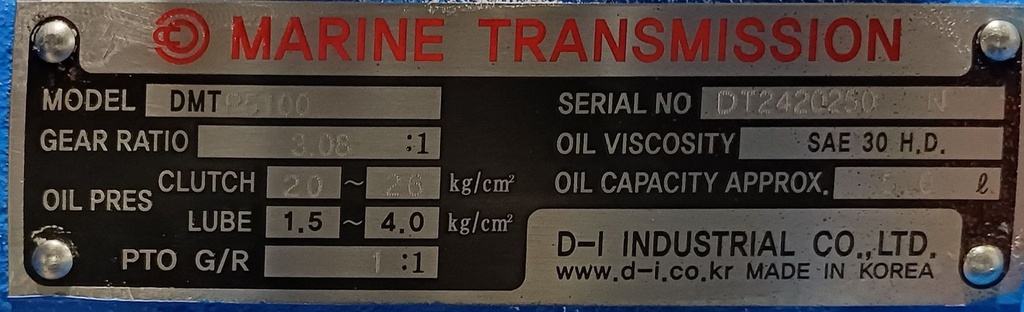 MARINE TRANSMISSION
MODEL DMT
SERIAL NO DT2420250 N
GEAR RATIO 3.08 :1
OIL VISCOSITY SAE 30 H.D.
OIL PRES CLUTCH 20 ~ 26 kg/cm²
OIL CAPACITY APPROX. ℓ
LUBE 1.5 ~ 4.0 kg/cm²
PTO G/R 1 :1
D-I INDUSTRIAL CO.,LTD.
www.d-i.co.kr MADE IN KOREA